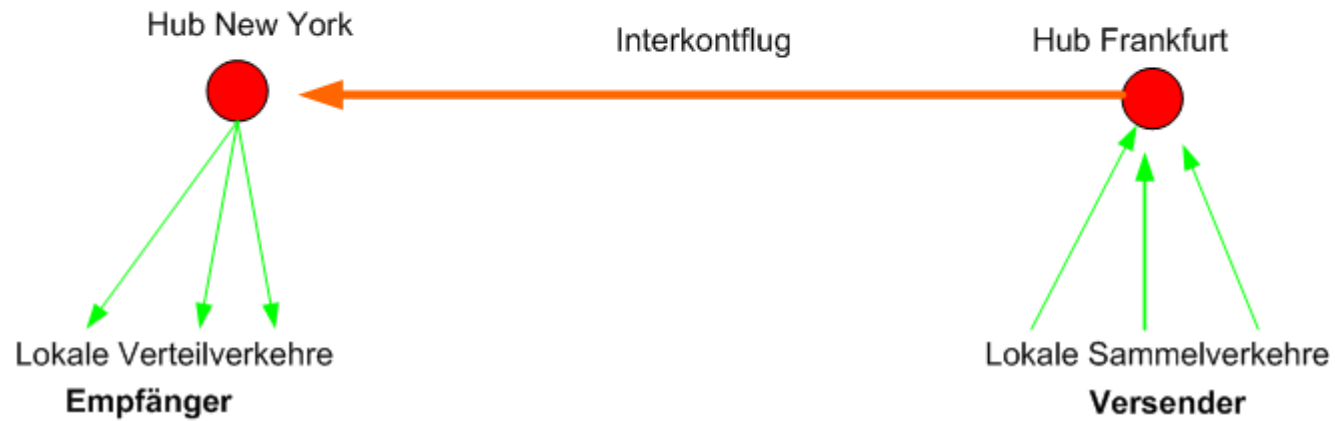 Hub New York
Interkontflug
Hub Frankfurt
Lokale Verteilverkehre
Empfänger
Lokale Sammelverkehre
Versender